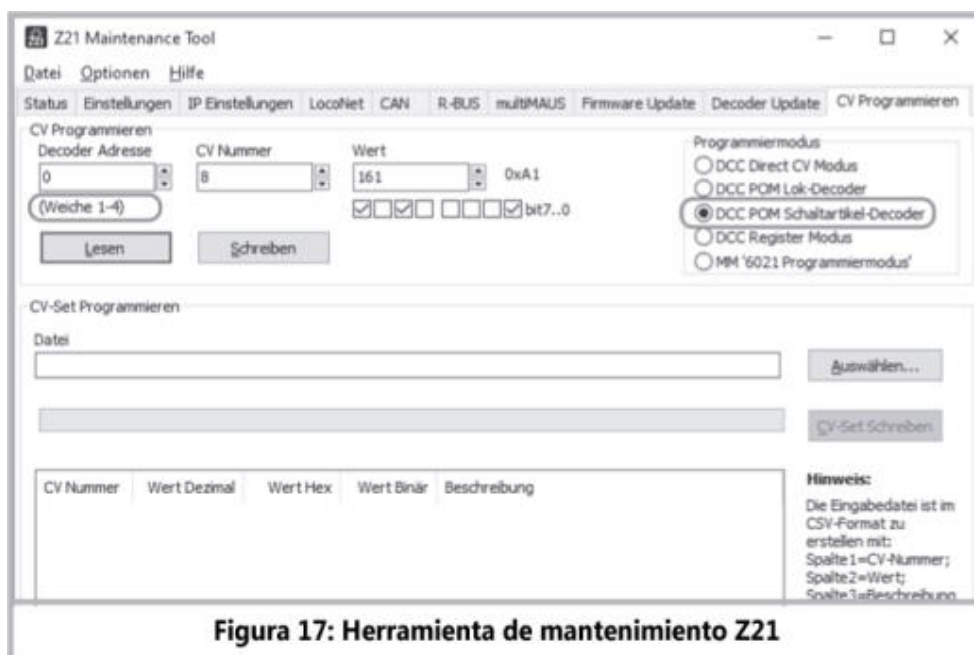 Z21 Maintenance Tool
Datei Optionen Hilfe
Status Einstellungen IP Einstellungen LocoNet CAN R-BUS multiMAUS Firmware Update Decoder Update CV Programmieren
CV Programmieren
Decoder Adresse CV Nummer Wert
0 8 161 0xA1
(Weiche 1-4) bit7..0
Lesen Schreiben
Programmiermodus
DCC Direct CV Modus
DCC POM Lok-Decoder
DCC POM Schaltartikel-Decoder
DCC Register Modus
MM '6021 Programmiermodus'
CV-Set Programmieren
Datei
Auswählen...
CV-Set Schreiben
CV Nummer Wert Dezimal Wert Hex Wert Binär Beschreibung
Hinweis:
Die Eingabedatei ist im
CSV-Format zu
erstellen mit:
Spalte1=CV-Nummer;
Spalte2=Wert;
Spalte3=Beschreibung
Figura 17: Herramienta de mantenimiento Z21